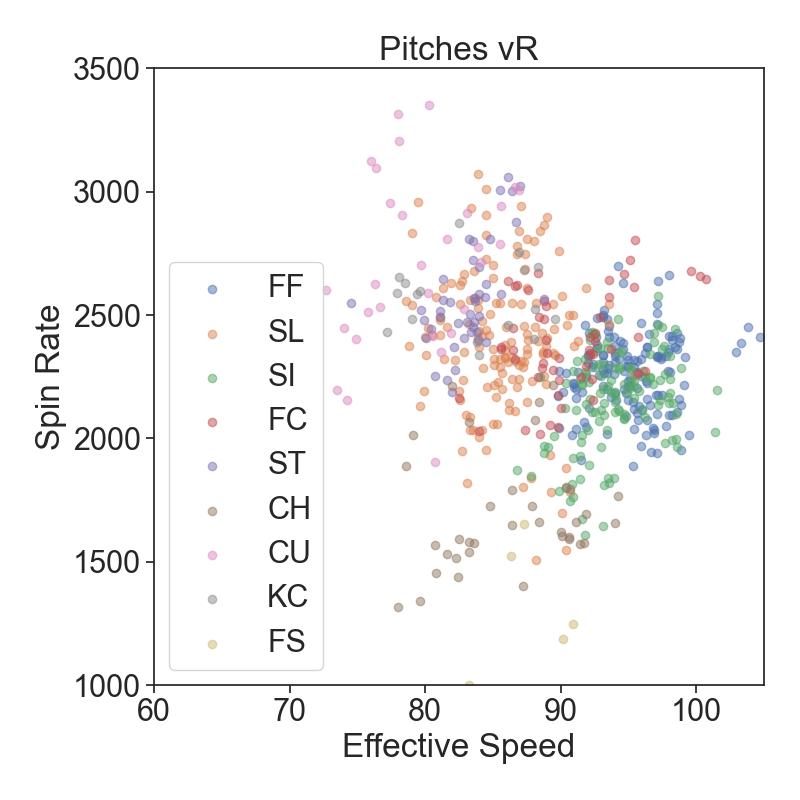 Pitches vR
3500
3000
2500
2000
1500
1000
Spin Rate
FF
SL
SI
FC
ST
CH
CU
KC
FS
60 70 80 90 100
Effective Speed